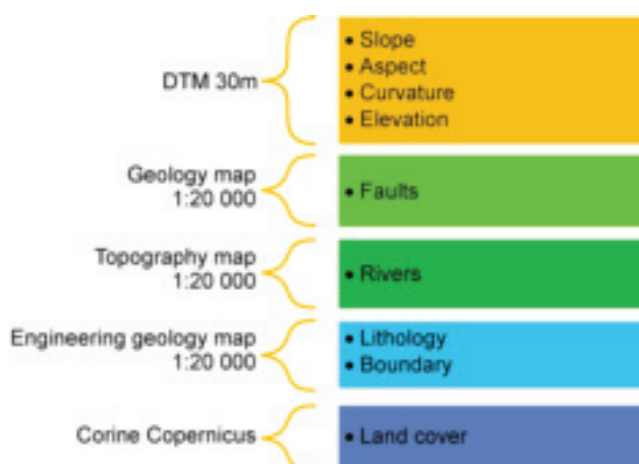 DTM 30m
• Slope
• Aspect
• Curvature
• Elevation
Geology map
1:20 000
• Faults
Topography map
1:20 000
• Rivers
Engineering geology map
1:20 000
• Lithology
• Boundary
Corine Copernicus
• Land cover